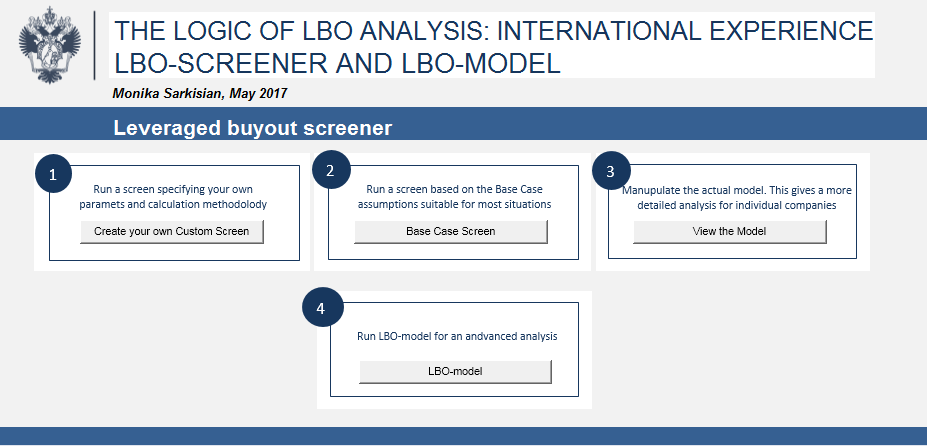 THE LOGIC OF LBO ANALYSIS: INTERNATIONAL EXPERIENCE
LBO-SCREENER AND LBO-MODEL
Monika Sarkisian, May 2017
Leveraged buyout screener
1
Run a screen specifying your own
paramets and calculation methodolody
Create your own Custom Screen
2
Run a screen based on the Base Case
assumptions suitable for most situations
Base Case Screen
3
Manupulate the actual model. This gives a more
detailed analysis for individual companies
View the Model
4
Run LBO-model for an andvanced analysis
LBO-model